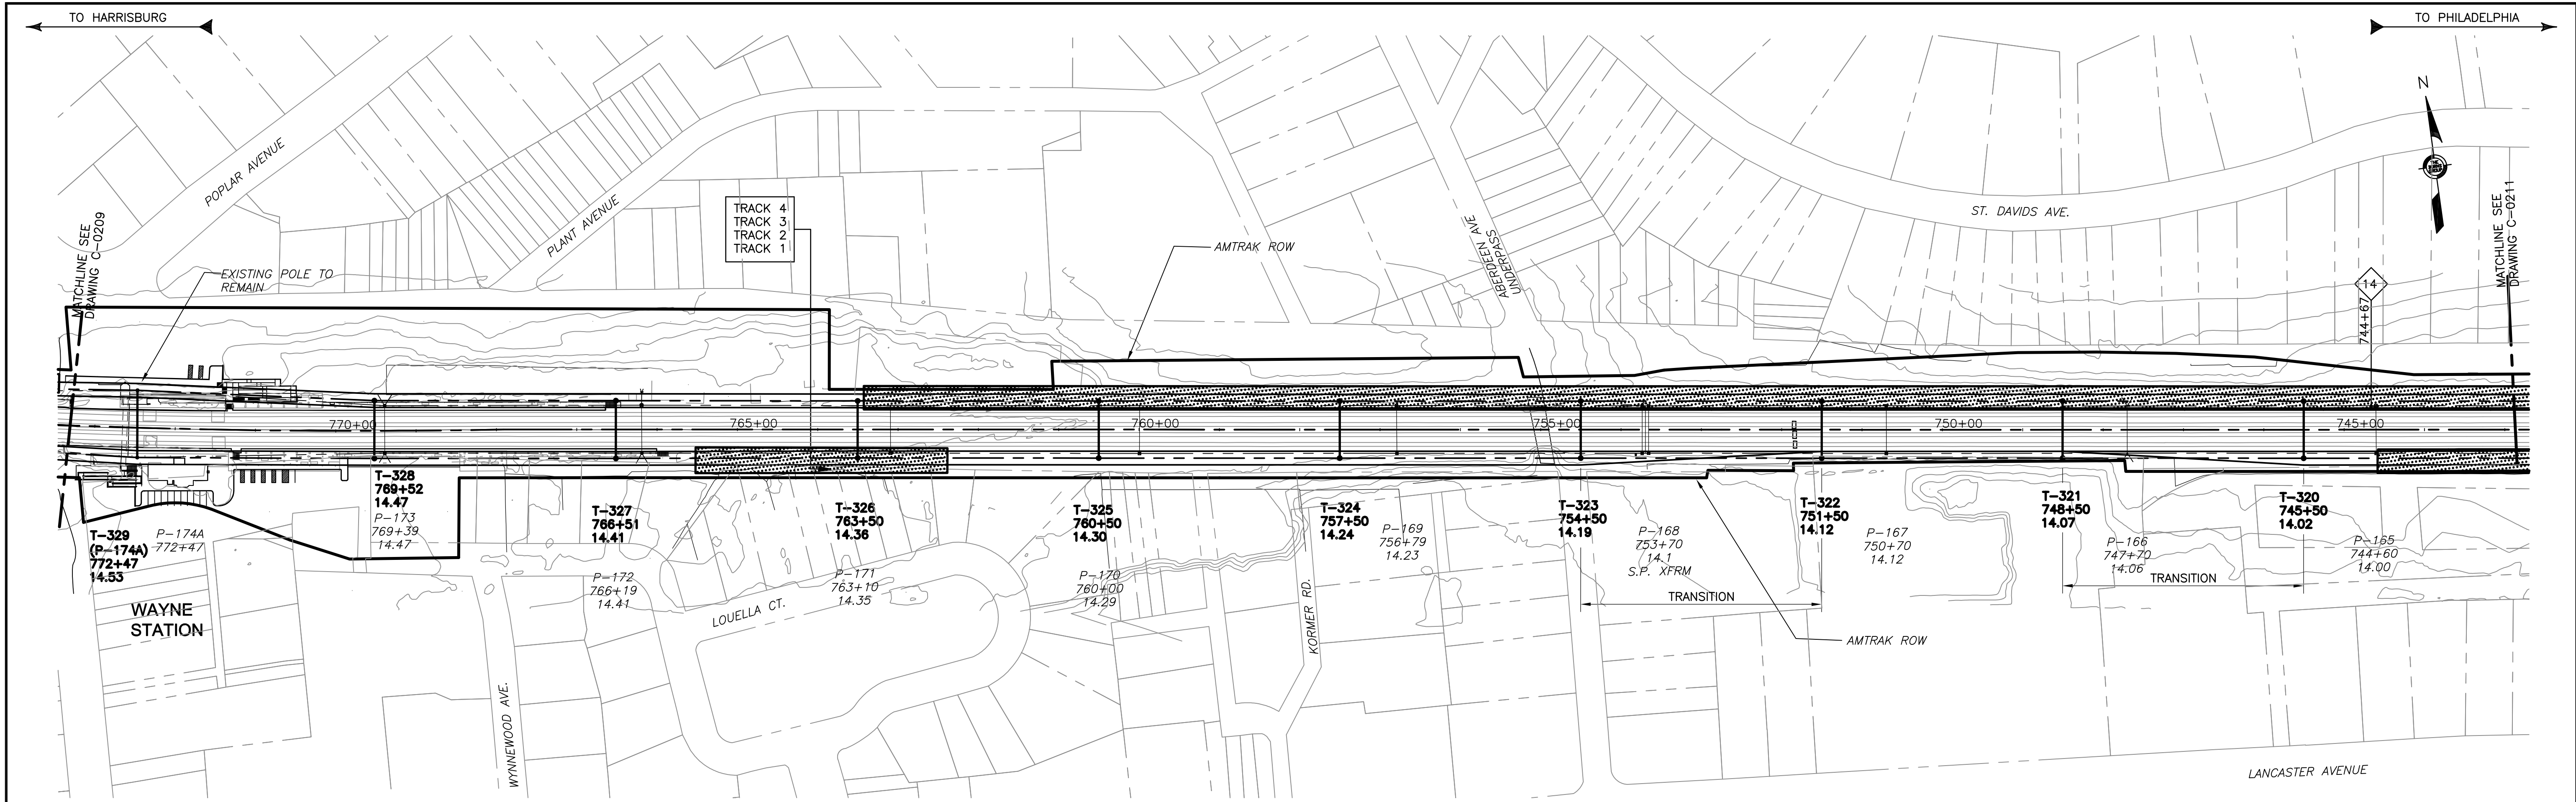 TO HARRISBURG
TO PHILADELPHIA
N
POPLAR AVENUE
PLANT AVENUE
ST. DAVIDS AVE.
TRACK 4
TRACK 3
TRACK 2
TRACK 1
MATCHLINE SEE
DRAWING C-0209
EXISTING POLE TO
REMAIN
AMTRAK ROW
ABERDEEN AVE
UNDERPASS
14
744+67
MATCHLINE SEE
DRAWING C-0211
770+00
765+00
760+00
755+00
750+00
745+00
T-329
(P-174A)
772+47
14.53
P-174A
772+47
T-328
769+52
14.47
P-173
769+39
14.47
T-327
766+51
14.41
P-172
766+19
14.41
T-326
763+50
14.36
P-171
763+10
14.35
T-325
760+50
14.30
P-170
760+00
14.29
T-324
757+50
14.24
P-169
756+79
14.23
T-323
754+50
14.19
P-168
753+70
14.1
S.P. XFRM
T-322
751+50
14.12
P-167
750+70
14.12
T-321
748+50
14.07
P-166
747+70
14.06
T-320
745+50
14.02
P-165
744+60
14.00
TRANSITION
TRANSITION
WAYNE
STATION
WYNNEWOOD AVE.
LOUELLA CT.
KORMER RD.
AMTRAK ROW
LANCASTER AVENUE